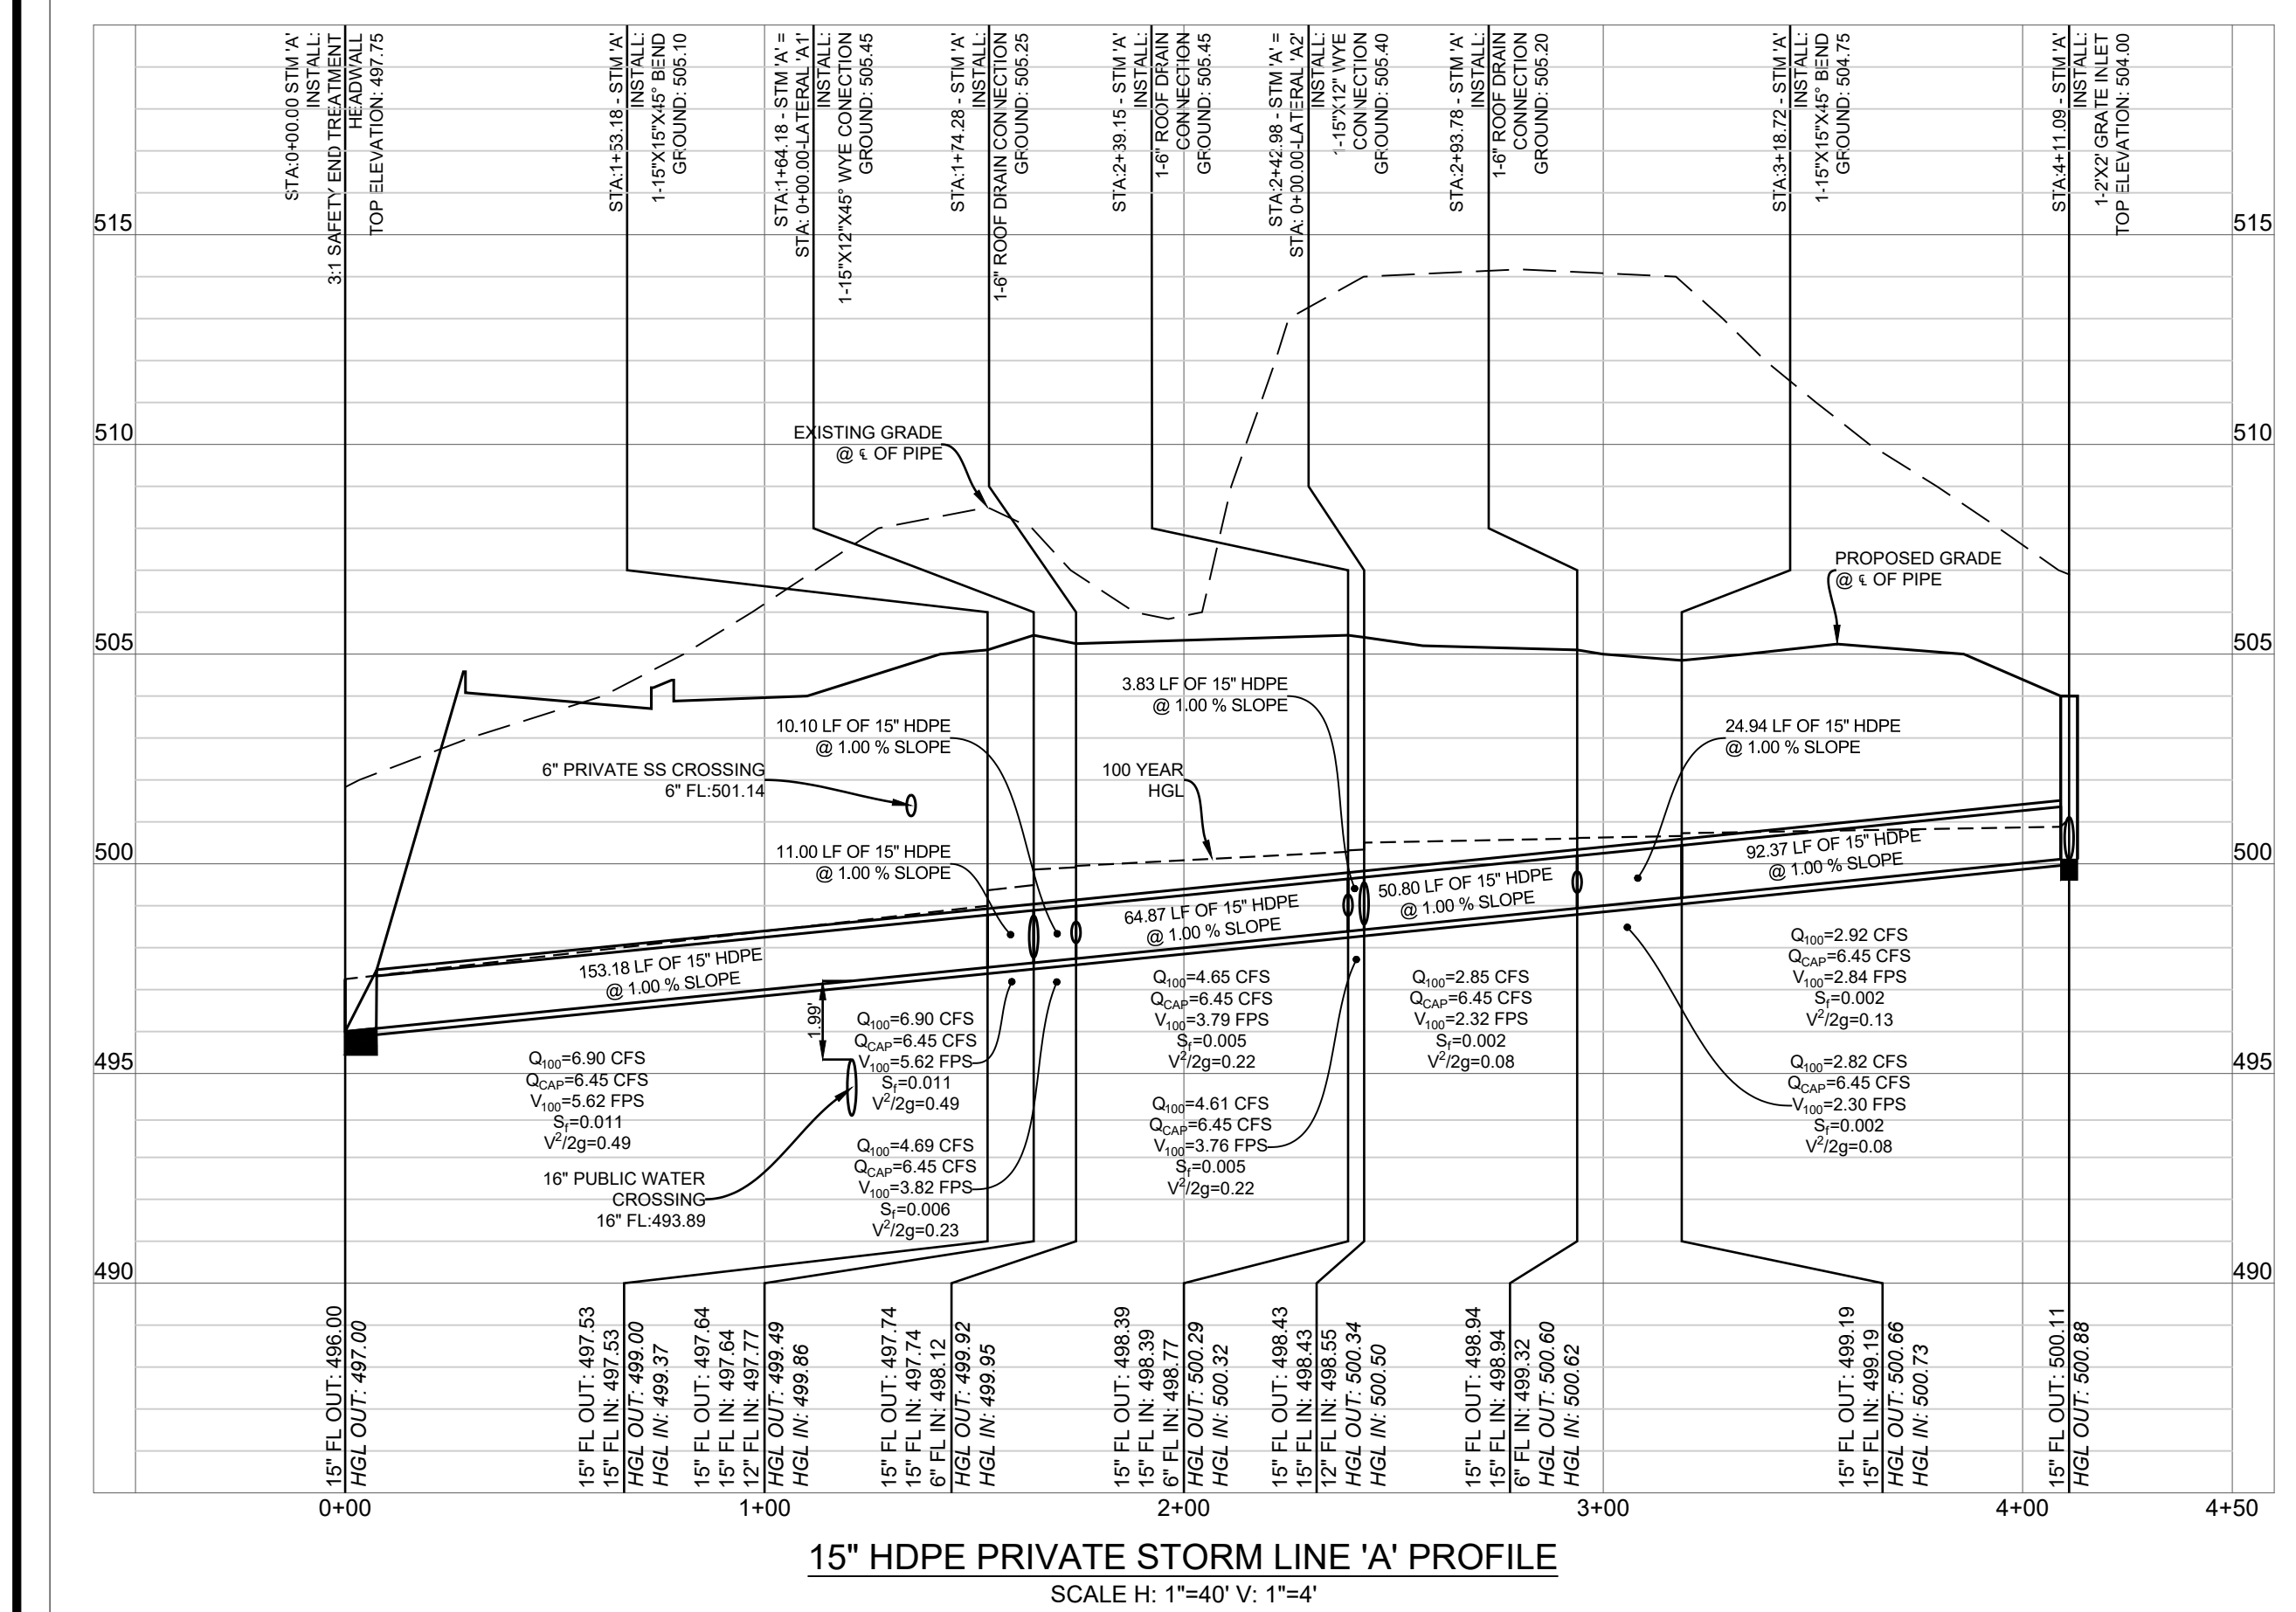 STA:0+00.00 STM 'A'
INSTALL:
3:1 SAFETY END TREATMENT
HEADWALL
TOP ELEVATION: 497.75
STA:1+53.18 - STM 'A'
INSTALL:
1-15"X15"X45° BEND
GROUND: 505.10
STA:1+64.18 - STM 'A' =
STA: 0+00.00-LATERAL 'A1'
INSTALL:
1-15"X12"X45° WYE CONECTION
GROUND: 505.45
STA:1+74.28 - STM 'A'
INSTALL:
1-6" ROOF DRAIN CONNECTION
GROUND: 505.25
STA:2+39.15 - STM 'A'
INSTALL:
1-6" ROOF DRAIN
CONNECTION
GROUND: 505.45
STA:2+42.98 - STM 'A' =
STA: 0+00.00-LATERAL 'A2'
INSTALL:
1-15"X12" WYE
CONECTION
GROUND: 505.40
STA:2+93.78 - STM 'A'
INSTALL:
1-6" ROOF DRAIN
CONNECTION
GROUND: 505.20
STA:3+18.72 - STM 'A'
INSTALL:
1-15"X15"X45° BEND
GROUND: 504.75
STA:4+11.09 - STM 'A'
INSTALL:
1-2'X2' GRATE INLET
TOP ELEVATION: 504.00
515
515
510
510
EXISTING GRADE
@ ℄ OF PIPE
PROPOSED GRADE
@ ℄ OF PIPE
505
505
3.83 LF OF 15" HDPE
@ 1.00 % SLOPE
10.10 LF OF 15" HDPE
@ 1.00 % SLOPE
24.94 LF OF 15" HDPE
@ 1.00 % SLOPE
6" PRIVATE SS CROSSING
6" FL:501.14
100 YEAR
HGL
500
500
11.00 LF OF 15" HDPE
@ 1.00 % SLOPE
153.18 LF OF 15" HDPE
@ 1.00 % SLOPE
64.87 LF OF 15" HDPE
@ 1.00 % SLOPE
50.80 LF OF 15" HDPE
@ 1.00 % SLOPE
92.37 LF OF 15" HDPE
@ 1.00 % SLOPE
1.99'
Q100=6.90 CFS
QCAP=6.45 CFS
V100=5.62 FPS
Sf=0.011
V²/2g=0.49
Q100=6.90 CFS
QCAP=6.45 CFS
V100=5.62 FPS
Sf=0.011
V²/2g=0.49
Q100=4.69 CFS
QCAP=6.45 CFS
V100=3.82 FPS
Sf=0.006
V²/2g=0.23
Q100=4.65 CFS
QCAP=6.45 CFS
V100=3.79 FPS
Sf=0.005
V²/2g=0.22
Q100=4.61 CFS
QCAP=6.45 CFS
V100=3.76 FPS
Sf=0.005
V²/2g=0.22
Q100=2.85 CFS
QCAP=6.45 CFS
V100=2.32 FPS
Sf=0.002
V²/2g=0.08
Q100=2.92 CFS
QCAP=6.45 CFS
V100=2.84 FPS
Sf=0.002
V²/2g=0.13
Q100=2.82 CFS
QCAP=6.45 CFS
V100=2.30 FPS
Sf=0.002
V²/2g=0.08
495
495
16" PUBLIC WATER
CROSSING
16" FL:493.89
490
490
15" FL OUT: 496.00
HGL OUT: 497.00
15" FL OUT: 497.53
15" FL IN: 497.53
HGL OUT: 499.00
HGL IN: 499.37
15" FL OUT: 497.64
15" FL IN: 497.64
12" FL IN: 497.77
HGL OUT: 499.49
HGL IN: 499.86
15" FL OUT: 497.74
15" FL IN: 497.74
6" FL IN: 498.12
HGL OUT: 499.92
HGL IN: 499.95
15" FL OUT: 498.39
15" FL IN: 498.39
6" FL IN: 498.77
HGL OUT: 500.29
HGL IN: 500.32
15" FL OUT: 498.43
15" FL IN: 498.43
12" FL IN: 498.55
HGL OUT: 500.34
HGL IN: 500.50
15" FL OUT: 498.94
15" FL IN: 498.94
6" FL IN: 499.32
HGL OUT: 500.60
HGL IN: 500.62
15" FL OUT: 499.19
15" FL IN: 499.19
HGL OUT: 500.66
HGL IN: 500.73
15" FL OUT: 500.11
HGL OUT: 500.88
0+00
1+00
2+00
3+00
4+00
4+50
15" HDPE PRIVATE STORM LINE 'A' PROFILE
SCALE H: 1"=40' V: 1"=4'